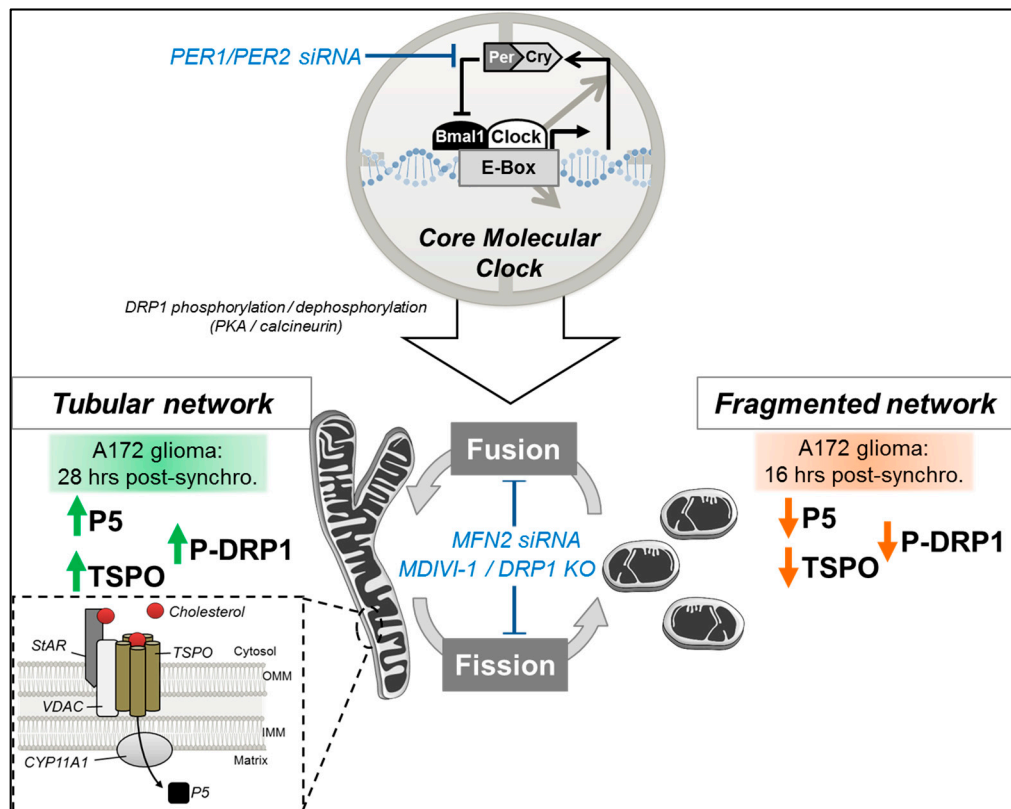 PER1/PER2 siRNA
Per Cry
Bmal1 Clock
E-Box
Core Molecular
Clock
DRP1 phosphorylation / dephosphorylation
(PKA / calcineurin)
Tubular network
A172 glioma:
28 hrs post-synchro.
P5
P-DRP1
TSPO
Fusion
MFN2 siRNA
MDIVI-1 / DRP1 KO
Fission
Fragmented network
A172 glioma:
16 hrs post-synchro.
P5
P-DRP1
TSPO
Cholesterol
StAR
TSPO
Cytosol
OMM
VDAC
IMM
CYP11A1
Matrix
P5